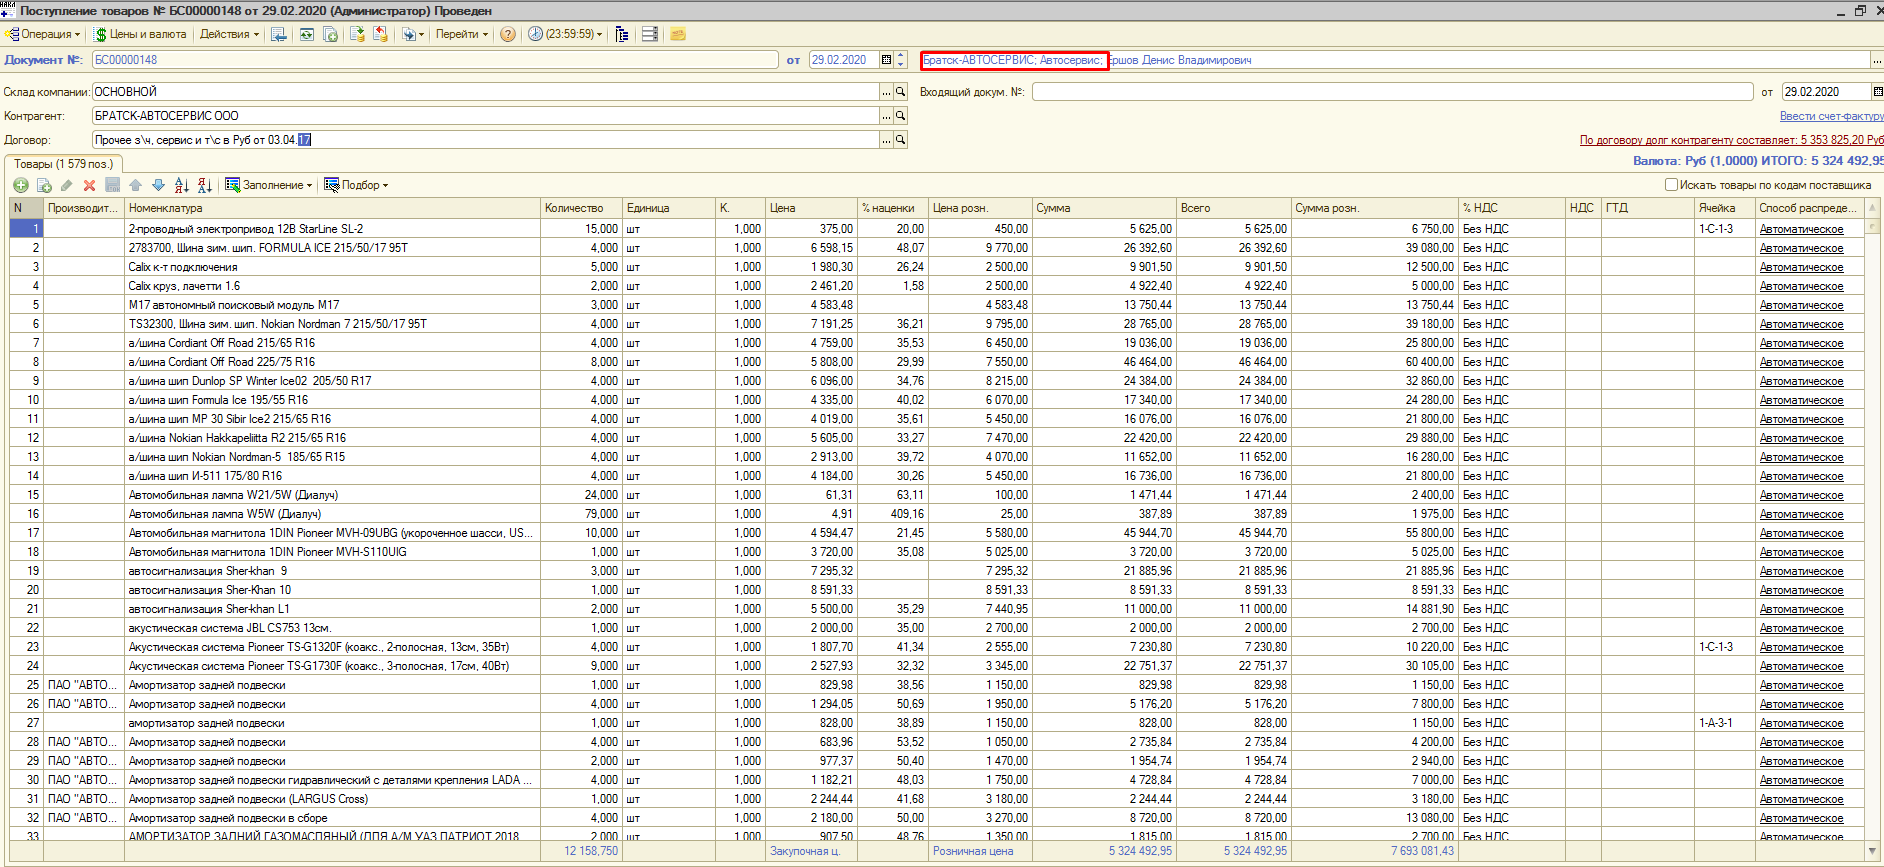 Поступление товаров № БС00000148 от 29.02.2020 (Администратор) Проведен
Операция Цены и валюта Действия Перейти ? (23:59:59)
Документ №: БС00000148 от 29.02.2020 Братск-АВТОСЕРВИС; Автосервис; Ершов Денис Владимирович ...
Склад компании: ОСНОВНОЙ ... Входящий докум. №: от 29.02.2020
Контрагент: БРАТСК-АВТОСЕРВИС ООО ... Ввести счет-фактуру
Договор: Прочее з\ч, сервис и т\с в Руб от 03.04.17 ... По договору долг контрагенту составляет: 5 353 825,20 Руб
Товары (1 579 поз.) Валюта: Руб (1,0000) ИТОГО: 5 324 492,95
Заполнение Подбор Искать товары по кодам поставщика
N Производит... Номенклатура Количество Единица К. Цена % наценки Цена розн. Сумма Всего Сумма розн. % НДС НДС ГТД Ячейка Способ распреде...
1 2-проводный электропривод 12В StarLine SL-2 15,000 шт 1,000 375,00 20,00 450,00 5 625,00 5 625,00 6 750,00 Без НДС 1-С-1-3 Автоматическое
2 2783700, Шина зим. шип. FORMULA ICE 215/50/17 95T 4,000 шт 1,000 6 598,15 48,07 9 770,00 26 392,60 26 392,60 39 080,00 Без НДС Автоматическое
3 Calix к-т подключения 5,000 шт 1,000 1 980,30 26,24 2 500,00 9 901,50 9 901,50 12 500,00 Без НДС Автоматическое
4 Calix круз, лачетти 1.6 2,000 шт 1,000 2 461,20 1,58 2 500,00 4 922,40 4 922,40 5 000,00 Без НДС Автоматическое
5 M17 автономный поисковый модуль M17 3,000 шт 1,000 4 583,48 4 583,48 13 750,44 13 750,44 13 750,44 Без НДС Автоматическое
6 TS32300, Шина зим. шип. Nokian Nordman 7 215/50/17 95T 4,000 шт 1,000 7 191,25 36,21 9 795,00 28 765,00 28 765,00 39 180,00 Без НДС Автоматическое
7 а/шина Cordiant Off Road 215/65 R16 4,000 шт 1,000 4 759,00 35,53 6 450,00 19 036,00 19 036,00 25 800,00 Без НДС Автоматическое
8 а/шина Cordiant Off Road 225/75 R16 8,000 шт 1,000 5 808,00 29,99 7 550,00 46 464,00 46 464,00 60 400,00 Без НДС Автоматическое
9 а/шина шип Dunlop SP Winter Ice02 205/50 R17 4,000 шт 1,000 6 096,00 34,76 8 215,00 24 384,00 24 384,00 32 860,00 Без НДС Автоматическое
10 а/шина шип Formula Ice 195/55 R16 4,000 шт 1,000 4 335,00 40,02 6 070,00 17 340,00 17 340,00 24 280,00 Без НДС Автоматическое
11 а/шина шип MP 30 Sibir Ice2 215/65 R16 4,000 шт 1,000 4 019,00 35,61 5 450,00 16 076,00 16 076,00 21 800,00 Без НДС Автоматическое
12 а/шина Nokian Hakkapeliitta R2 215/65 R16 4,000 шт 1,000 5 605,00 33,27 7 470,00 22 420,00 22 420,00 29 880,00 Без НДС Автоматическое
13 а/шина шип Nokian Nordman-5 185/65 R15 4,000 шт 1,000 2 913,00 39,72 4 070,00 11 652,00 11 652,00 16 280,00 Без НДС Автоматическое
14 а/шина шип И-511 175/80 R16 4,000 шт 1,000 4 184,00 30,26 5 450,00 16 736,00 16 736,00 21 800,00 Без НДС Автоматическое
15 Автомобильная лампа W21/5W (Диалуч) 24,000 шт 1,000 61,31 63,11 100,00 1 471,44 1 471,44 2 400,00 Без НДС Автоматическое
16 Автомобильная лампа W5W (Диалуч) 79,000 шт 1,000 4,91 409,16 25,00 387,89 387,89 1 975,00 Без НДС Автоматическое
17 Автомобильная магнитола 1DIN Pioneer MVH-09UBG (укороченное шасси, US... 10,000 шт 1,000 4 594,47 21,45 5 580,00 45 944,70 45 944,70 55 800,00 Без НДС Автоматическое
18 Автомобильная магнитола 1DIN Pioneer MVH-S110UIG 1,000 шт 1,000 3 720,00 35,08 5 025,00 3 720,00 3 720,00 5 025,00 Без НДС Автоматическое
19 автосигнализация Sher-khan 9 3,000 шт 1,000 7 295,32 7 295,32 21 885,96 21 885,96 21 885,96 Без НДС Автоматическое
20 автосигнализация Sher-Khan 10 1,000 шт 1,000 8 591,33 8 591,33 8 591,33 8 591,33 8 591,33 Без НДС Автоматическое
21 автосигнализация Sher-khan L1 2,000 шт 1,000 5 500,00 35,29 7 440,95 11 000,00 11 000,00 14 881,90 Без НДС Автоматическое
22 акустическая система JBL CS753 13см. 1,000 шт 1,000 2 000,00 35,00 2 700,00 2 000,00 2 000,00 2 700,00 Без НДС Автоматическое
23 Акустическая система Pioneer TS-G1320F (коакс., 2-полосная, 13см, 35Вт) 4,000 шт 1,000 1 807,70 41,34 2 555,00 7 230,80 7 230,80 10 220,00 Без НДС 1-С-1-3 Автоматическое
24 Акустическая система Pioneer TS-G1730F (коакс., 3-полосная, 17см, 40Вт) 9,000 шт 1,000 2 527,93 32,32 3 345,00 22 751,37 22 751,37 30 105,00 Без НДС Автоматическое
25 ПАО "АВТО... Амортизатор задней подвески 1,000 шт 1,000 829,98 38,56 1 150,00 829,98 829,98 1 150,00 Без НДС Автоматическое
26 ПАО "АВТО... Амортизатор задней подвески 4,000 шт 1,000 1 294,05 50,69 1 950,00 5 176,20 5 176,20 7 800,00 Без НДС Автоматическое
27 амортизатор задней подвески 1,000 шт 1,000 828,00 38,89 1 150,00 828,00 828,00 1 150,00 Без НДС 1-А-3-1 Автоматическое
28 ПАО "АВТО... Амортизатор задней подвески 4,000 шт 1,000 683,96 53,52 1 050,00 2 735,84 2 735,84 4 200,00 Без НДС Автоматическое
29 ПАО "АВТО... Амортизатор задней подвески 2,000 шт 1,000 977,37 50,40 1 470,00 1 954,74 1 954,74 2 940,00 Без НДС Автоматическое
30 ПАО "АВТО... Амортизатор задней подвески гидравлический с деталями крепления LADA ... 4,000 шт 1,000 1 182,21 48,03 1 750,00 4 728,84 4 728,84 7 000,00 Без НДС Автоматическое
31 ПАО "АВТО... Амортизатор задней подвески (LARGUS Cross) 1,000 шт 1,000 2 244,44 41,68 3 180,00 2 244,44 2 244,44 3 180,00 Без НДС Автоматическое
32 ПАО "АВТО... Амортизатор задней подвески в сборе 4,000 шт 1,000 2 180,00 50,00 3 270,00 8 720,00 8 720,00 13 080,00 Без НДС Автоматическое
33 АМОРТИЗАТОР ЗАДНИЙ ГАЗОМАСЛЯНЫЙ (ДЛЯ А/М УАЗ ПАТРИОТ 2018 2,000 шт 1,000 907,50 48,76 1 350,00 1 815,00 1 815,00 2 700,00 Без НДС Автоматическое
12 158,750 Закупочная ц. Розничная цена 5 324 492,95 5 324 492,95 7 693 081,43